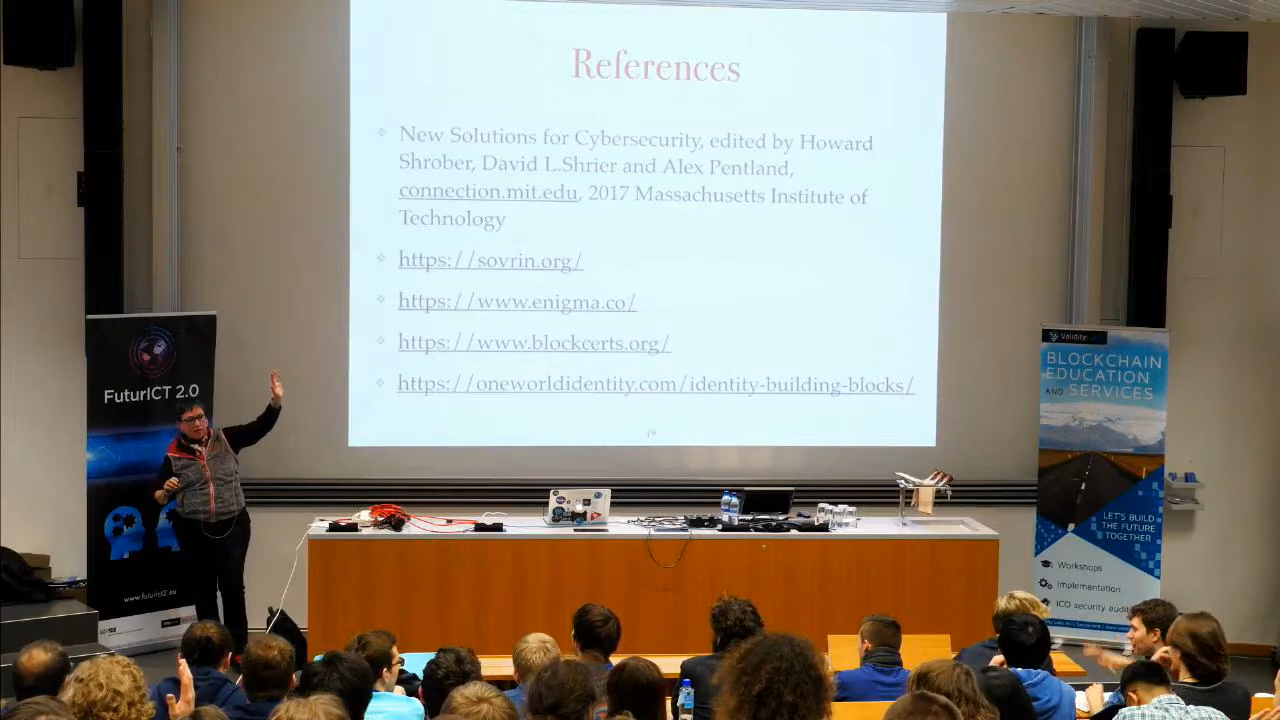 References
New Solutions for Cybersecurity, edited by Howard
Shrober, David L.Shrier and Alex Pentland,
connection.mit.edu, 2017 Massachusetts Institute of
Technology
https://sovrin.org/
https://www.enigma.co/
https://www.blockcerts.org/
https://oneworldidentity.com/identity-building-blocks/
19
FuturICT 2.0
www.futurict2.eu
Validity
BLOCKCHAIN
EDUCATION
AND SERVICES
LET'S BUILD
THE FUTURE
TOGETHER
Workshops
Implementation
ICO security audit